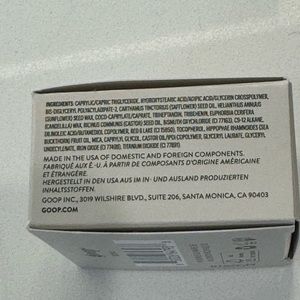 INGREDIENTS: CAPRYLIC/CAPRIC TRIGLYCERIDE, HYDROXYSTEARIC ACID/ADIPIC ACID/GLYCERIN CROSSPOLYMER,
BIS-DIGLYCERYL POLYACYLADIPATE-2, CARTHAMUS TINCTORIUS (SAFFLOWER) SEED OIL, HELIANTHUS ANNUUS
(SUNFLOWER) SEED WAX, COCO-CAPRYLATE/CAPRATE, TRIHEPTANOIN, TRIBEHENIN, EUPHORBIA CERIFERA
(CANDELILLA) WAX, RICINUS COMMUNIS (CASTOR) SEED OIL, BISMUTH OXYCHLORIDE (CI 77163), C9-12 ALKANE,
DILINOLEIC ACID/BUTANEDIOL COPOLYMER, RED 6 LAKE (CI 15850), TOCOPHEROL, HIPPOPHAE RHAMNOIDES (SEA
BUCKTHORN) FRUIT OIL, MICA, CAPRYLYL GLYCOL, CASTOR OIL/IPDI COPOLYMER, GLYCERYL LAURATE, GLYCERYL
UNDECYLENATE, IRON OXIDE (CI 77491), TITANIUM DIOXIDE (CI 77891)
MADE IN THE USA OF DOMESTIC AND FOREIGN COMPONENTS.
FABRIQUÉ AUX É.-U. À PARTIR DE COMPOSANTS D'ORIGINE AMÉRICAINE
ET ÉTRANGÈRE.
HERGESTELLT IN DEN USA AUS IM IN- UND AUSLAND PRODUZIERTEN
INHALTSSTOFFEN.
GOOP INC., 3019 WILSHIRE BLVD., SUITE 206, SANTA MONICA, CA 90403
GOOP.COM